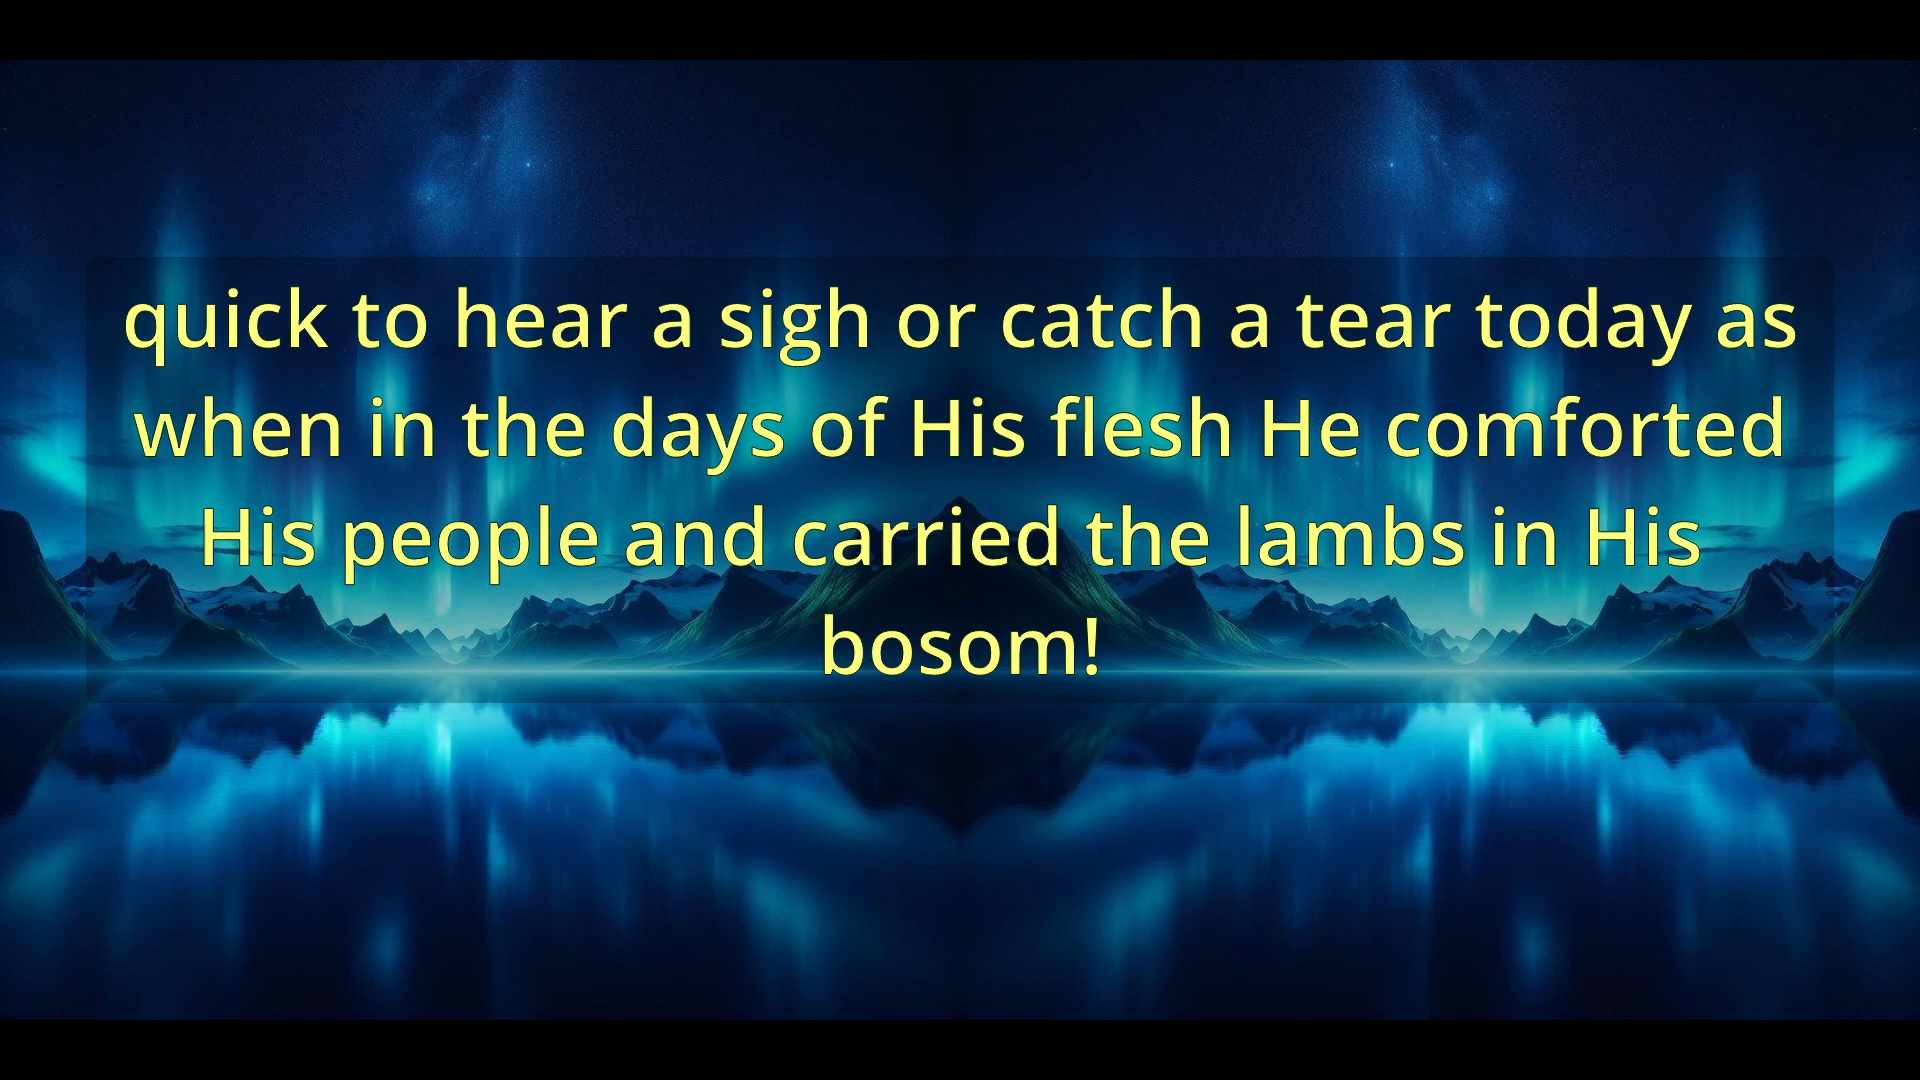 quick to hear a sigh or catch a tear today as
when in the days of His flesh He comforted
His people and carried the lambs in His
bosom!